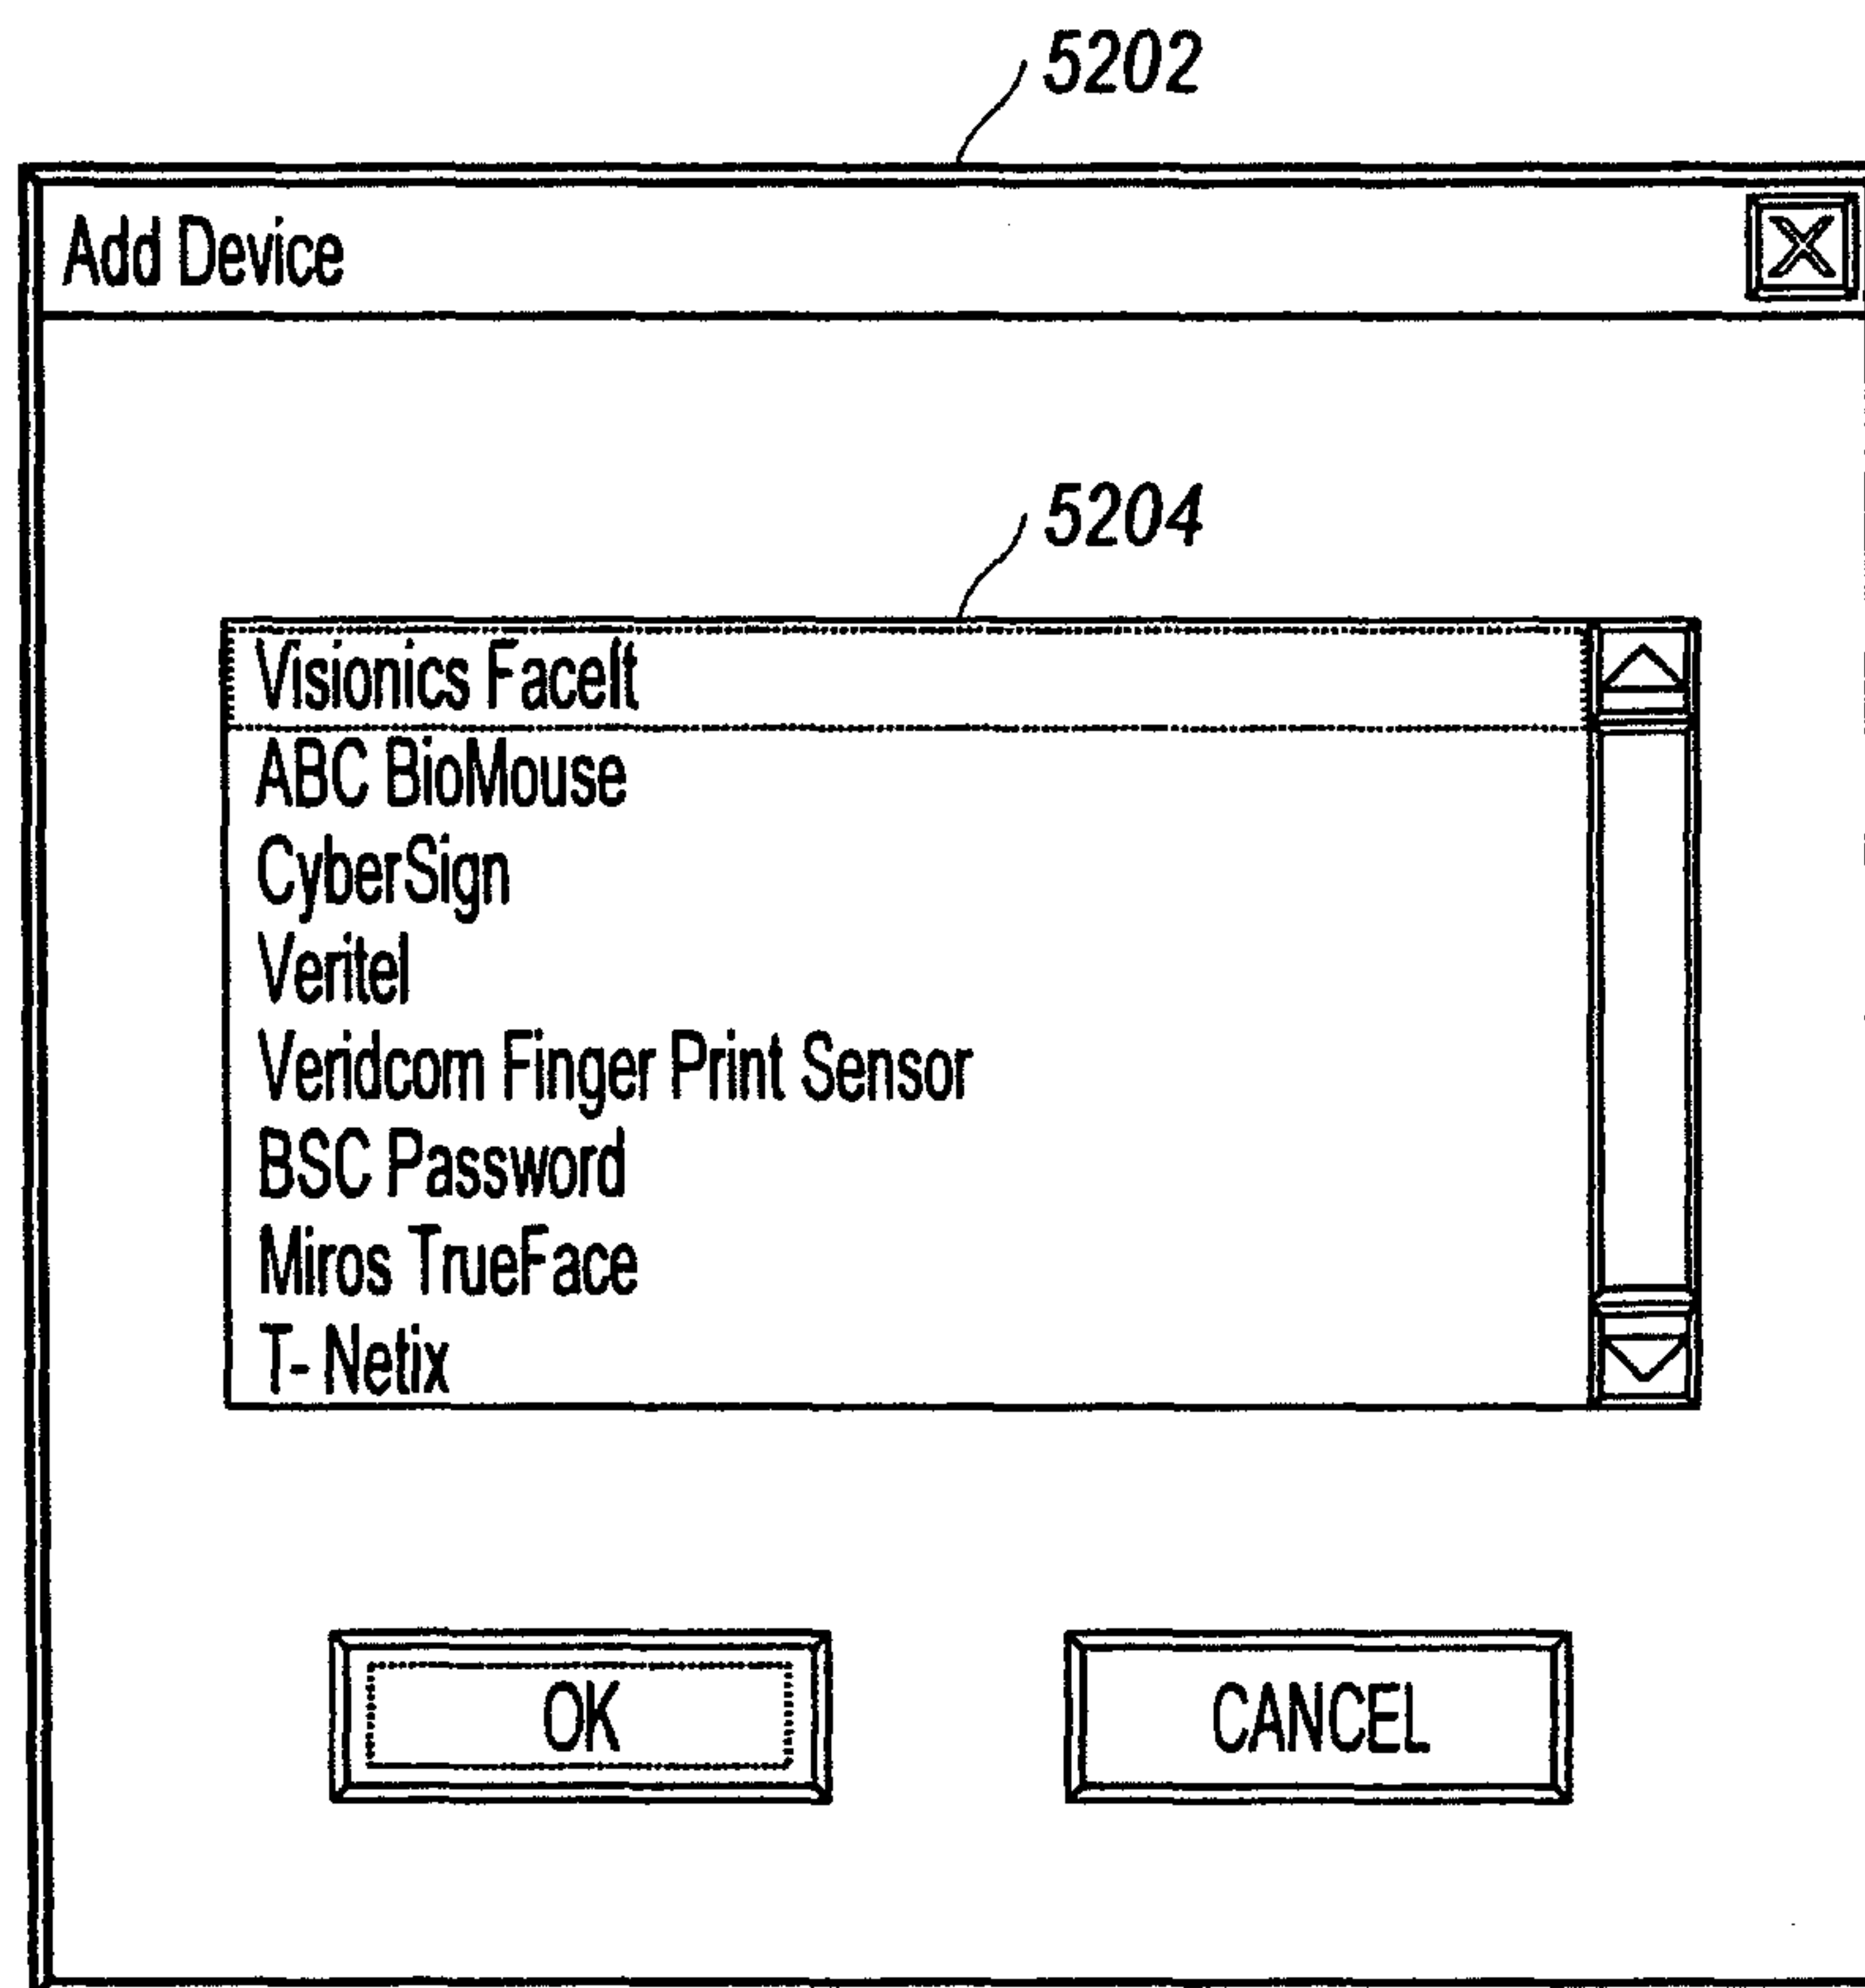 5202
Add Device
5204
Visionics FaceIt
ABC BioMouse
CyberSign
Veritel
Veridcom Finger Print Sensor
BSC Password
Miros TrueFace
T- Netix
OK CANCEL